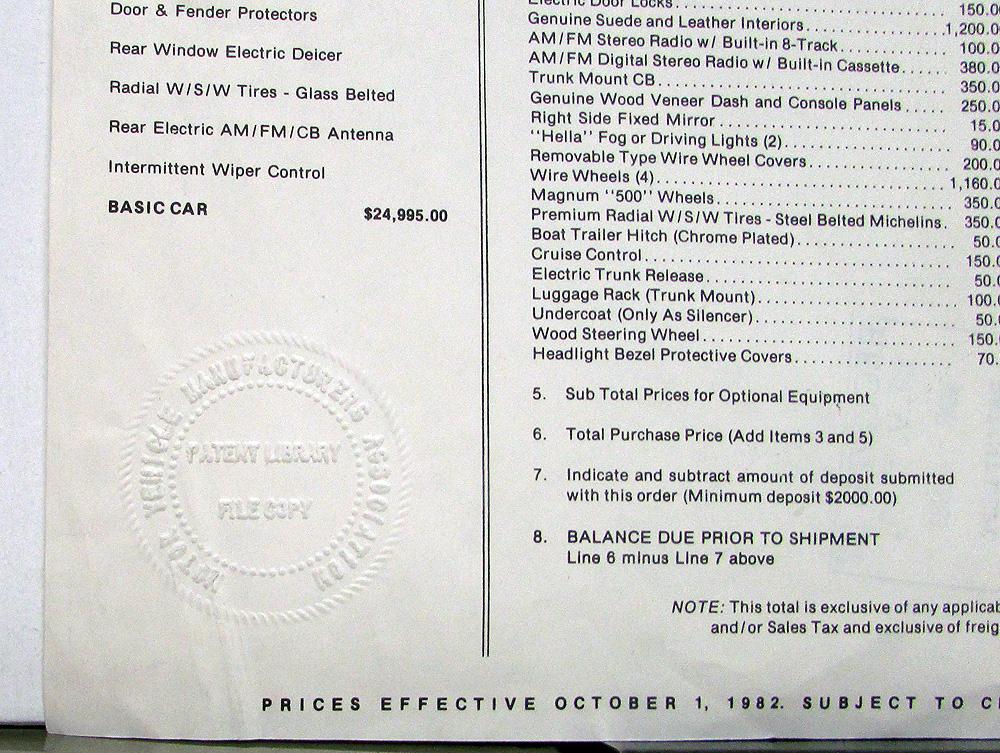 Door & Fender Protectors
Rear Window Electric Deicer
Radial W/S/W Tires - Glass Belted
Rear Electric AM/FM/CB Antenna
Intermittent Wiper Control
BASIC CAR $24,995.00
MOTOR VEHICLE MANUFACTURERS ASSOCIATION
PATENT LIBRARY
FILE COPY
Electric Door Locks 150.0
Genuine Suede and Leather Interiors 1,200.0
AM/FM Stereo Radio w/ Built-in 8-Track 100.0
AM/FM Digital Stereo Radio w/ Built-in Cassette 380.0
Trunk Mount CB 350.0
Genuine Wood Veneer Dash and Console Panels 250.0
Right Side Fixed Mirror 15.0
"Hella" Fog or Driving Lights (2) 90.0
Removable Type Wire Wheel Covers 200.0
Wire Wheels (4) 1,160.0
Magnum "500" Wheels 350.0
Premium Radial W/S/W Tires - Steel Belted Michelins 350.0
Boat Trailer Hitch (Chrome Plated) 50.0
Cruise Control 150.0
Electric Trunk Release 50.0
Luggage Rack (Trunk Mount) 100.0
Undercoat (Only As Silencer) 50.0
Wood Steering Wheel 150.
Headlight Bezel Protective Covers 70.
5. Sub Total Prices for Optional Equipment
6. Total Purchase Price (Add Items 3 and 5)
7. Indicate and subtract amount of deposit submitted
with this order (Minimum deposit $2000.00)
8. BALANCE DUE PRIOR TO SHIPMENT
Line 6 minus Line 7 above
NOTE: This total is exclusive of any applicab
and/or Sales Tax and exclusive of freig
PRICES EFFECTIVE OCTOBER 1, 1982. SUBJECT TO